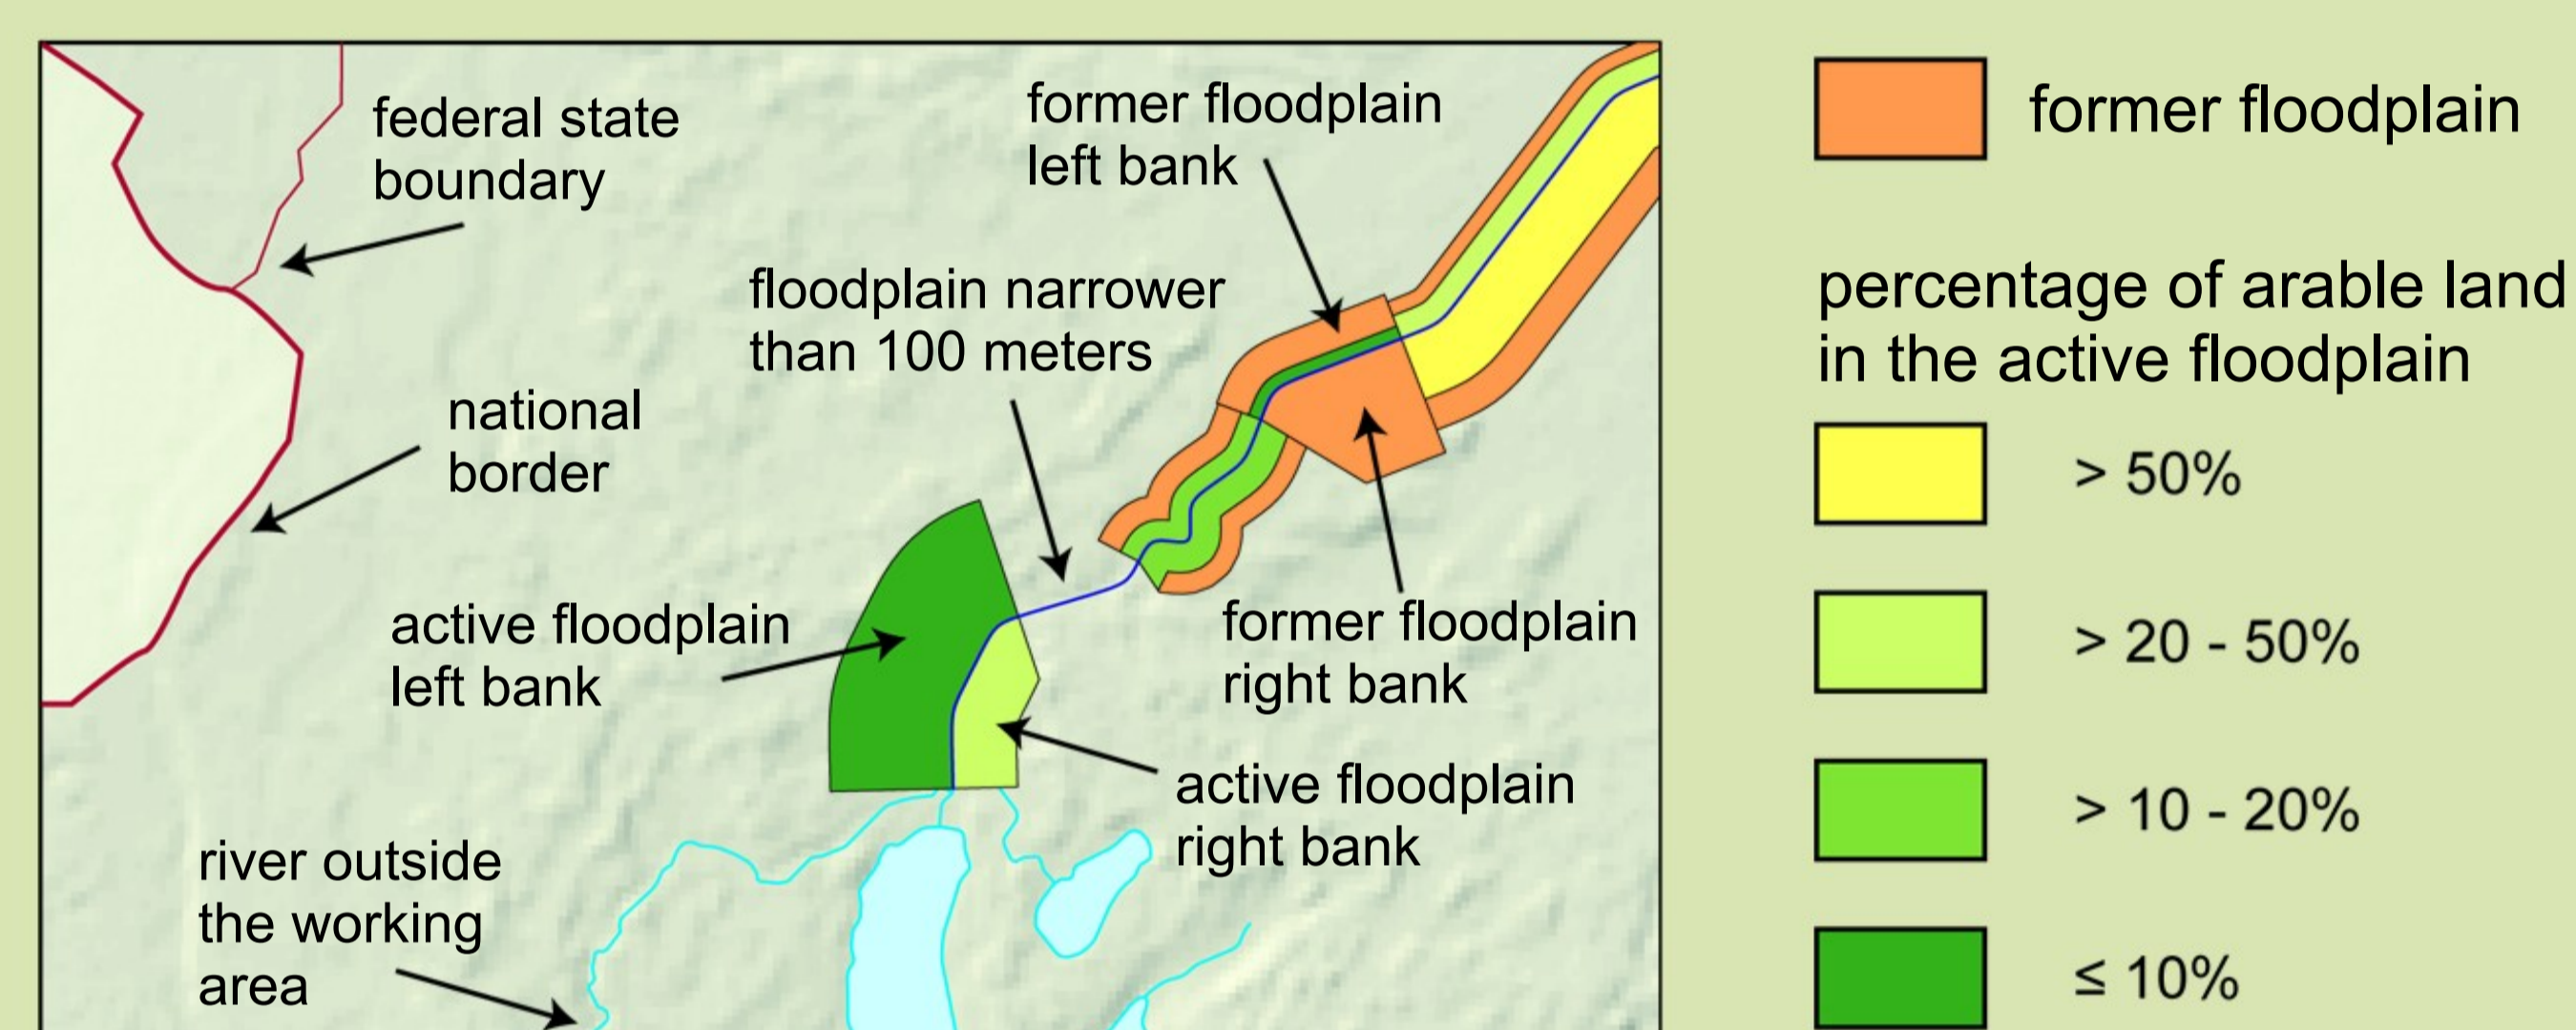 federal state
boundary
former floodplain
left bank
floodplain narrower
than 100 meters
national
border
active floodplain
left bank
former floodplain
right bank
active floodplain
right bank
river outside
the working
area
former floodplain
percentage of arable land
in the active floodplain
> 50%
> 20 - 50%
> 10 - 20%
≤ 10%